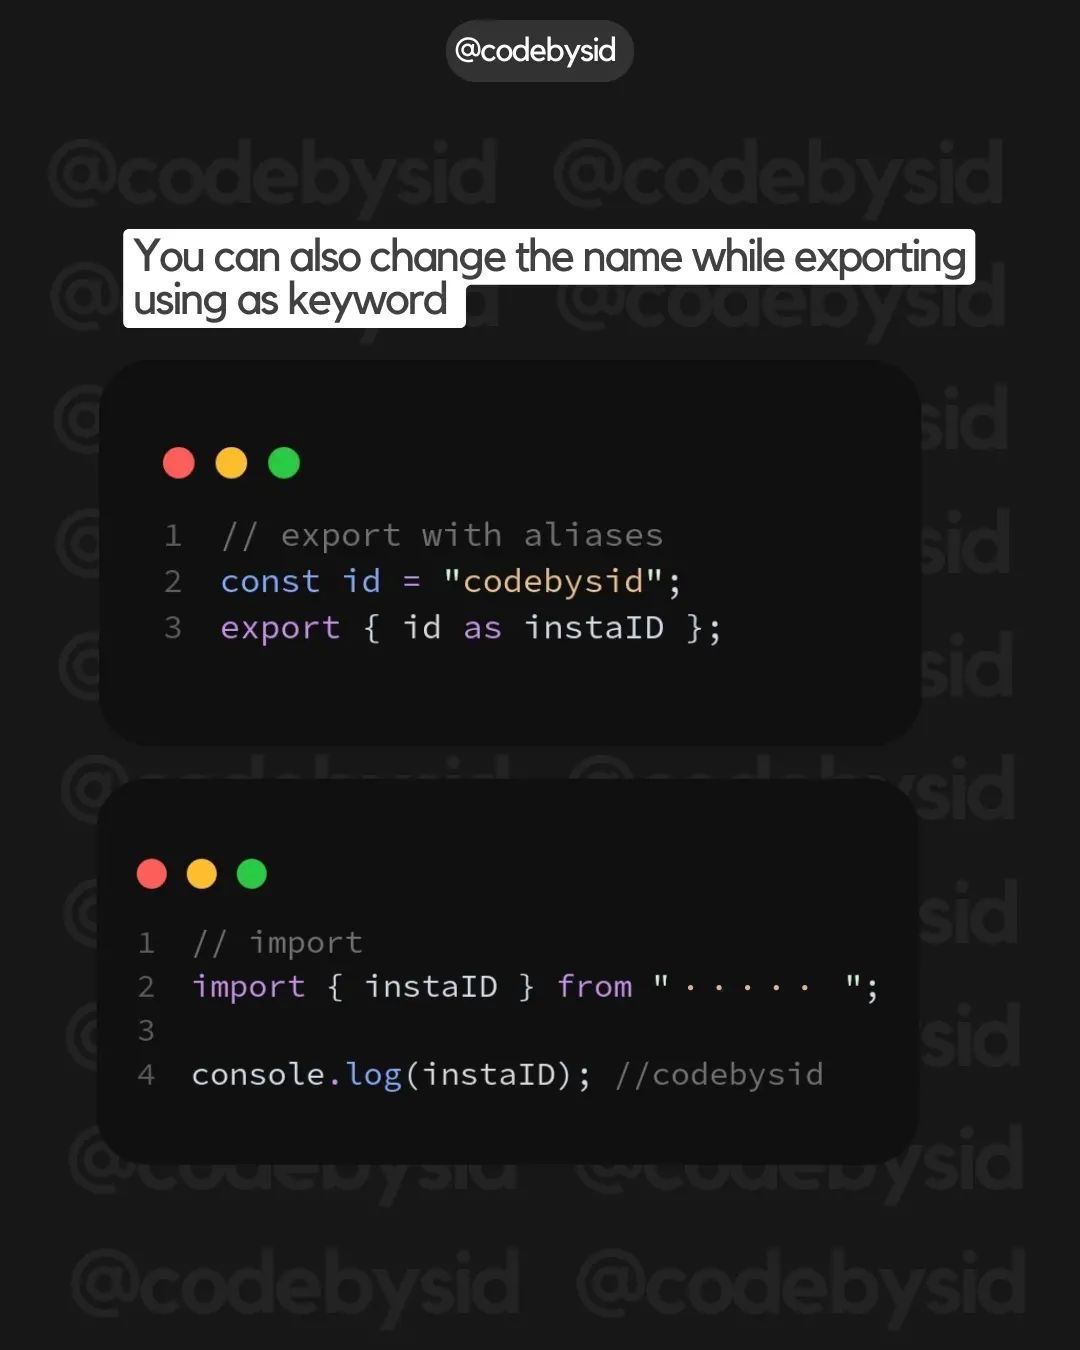 @codebysid
@codebysid @codebysid
You can also change the name while exporting
using as keyword
1 // export with aliases
2 const id = "codebysid";
3 export { id as instaID };
1 // import
2 import { instaID } from "· · · · · ";
3
4 console.log(instaID); //codebysid
@codebysid @codebysid